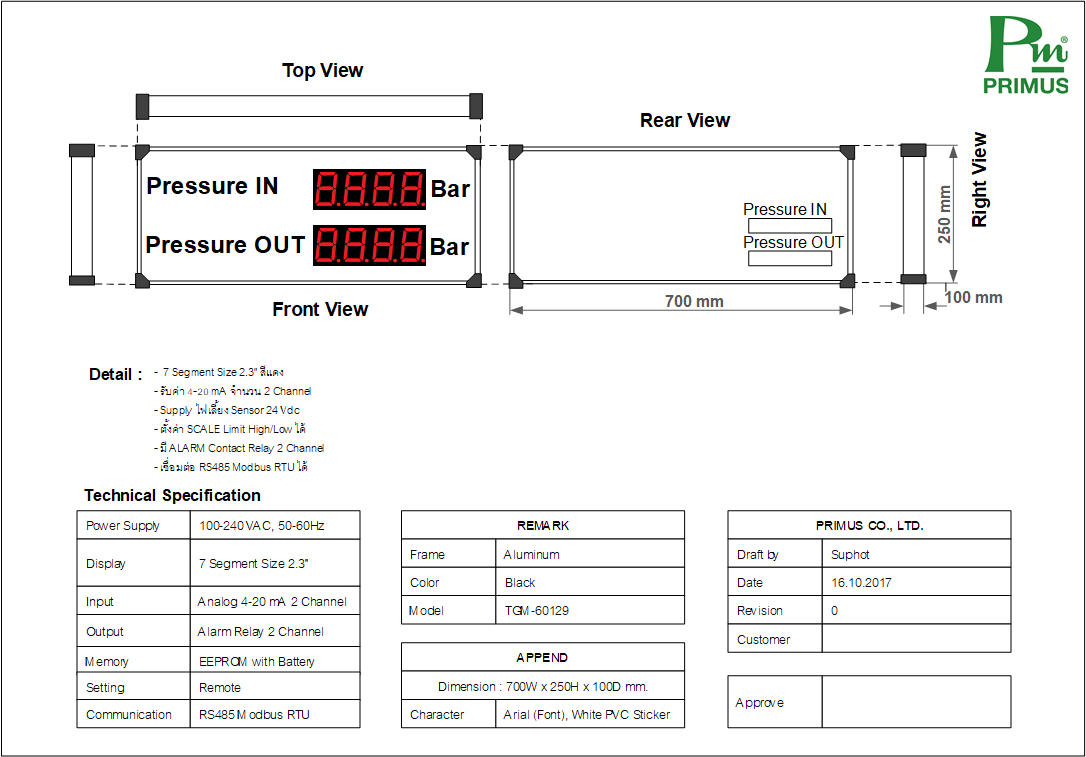 Pm®
PRIMUS
Top View
Rear View
Right View
Pressure IN 8.8.8.8. Bar
Pressure OUT 8.8.8.8. Bar
Front View
Pressure IN
Pressure OUT
700 mm
250 mm
100 mm
Detail :
- 7 Segment Size 2.3" สีแดง
- รับค่า 4-20 mA จำนวน 2 Channel
- Supply ไฟเลี้ยง Sensor 24 Vdc
- ตั้งค่า SCALE Limit High/Low ได้
- มี ALARM Contact Relay 2 Channel
- เชื่อมต่อ RS485 Modbus RTU ได้
Technical Specification
Power Supply 100-240 VAC, 50-60Hz
Display 7 Segment Size 2.3"
Input Analog 4-20 mA 2 Channel
Output Alarm Relay 2 Channel
Memory EEPROM with Battery
Setting Remote
Communication RS485 Modbus RTU
REMARK
Frame Aluminum
Color Black
Model TGM-60129
APPEND
Dimension : 700W x 250H x 100D mm.
Character Arial (Font), White PVC Sticker
PRIMUS CO., LTD.
Draft by Suphot
Date 16.10.2017
Revision 0
Customer
Approve